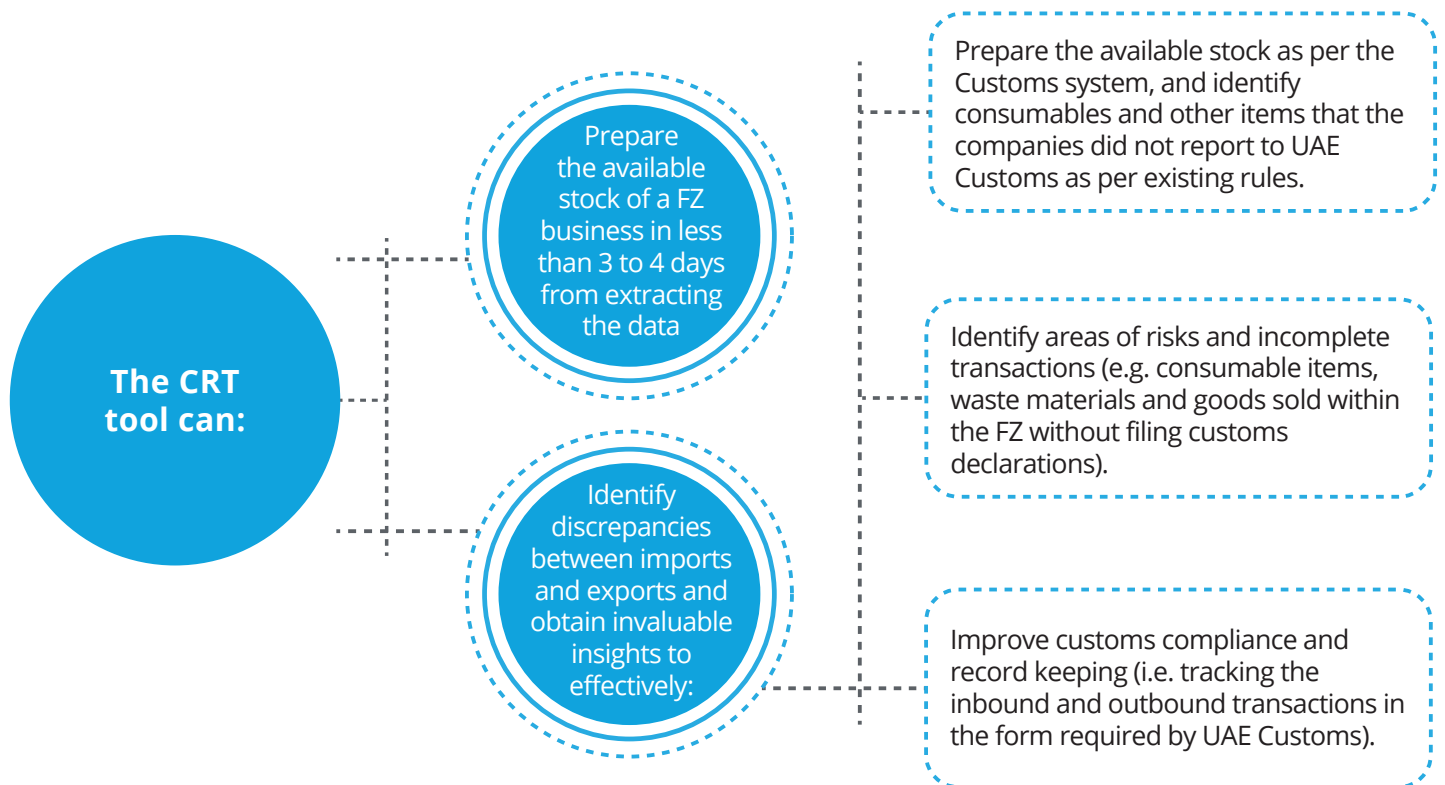 The CRT
tool can:
Prepare
the available
stock of a FZ
business in less
than 3 to 4 days
from extracting
the data
Identify
discrepancies
between imports
and exports and
obtain invaluable
insights to
effectively:
Prepare the available stock as per the
Customs system, and identify
consumables and other items that the
companies did not report to UAE
Customs as per existing rules.
Identify areas of risks and incomplete
transactions (e.g. consumable items,
waste materials and goods sold within
the FZ without filing customs
declarations).
Improve customs compliance and
record keeping (i.e. tracking the
inbound and outbound transactions in
the form required by UAE Customs).